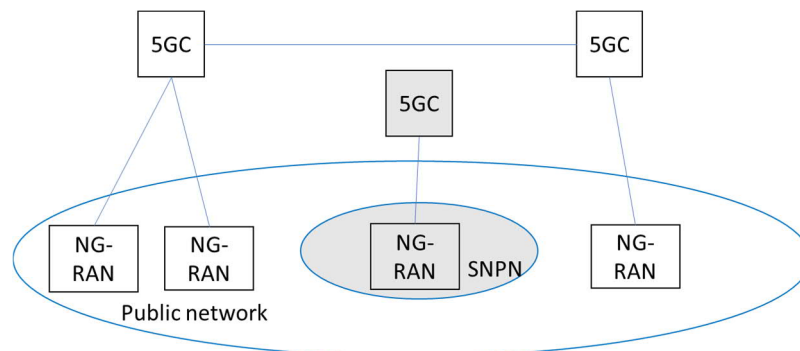 5GC
5GC
5GC
NG-
RAN
NG-
RAN
NG-
RAN
SNPN
NG-
RAN
Public network